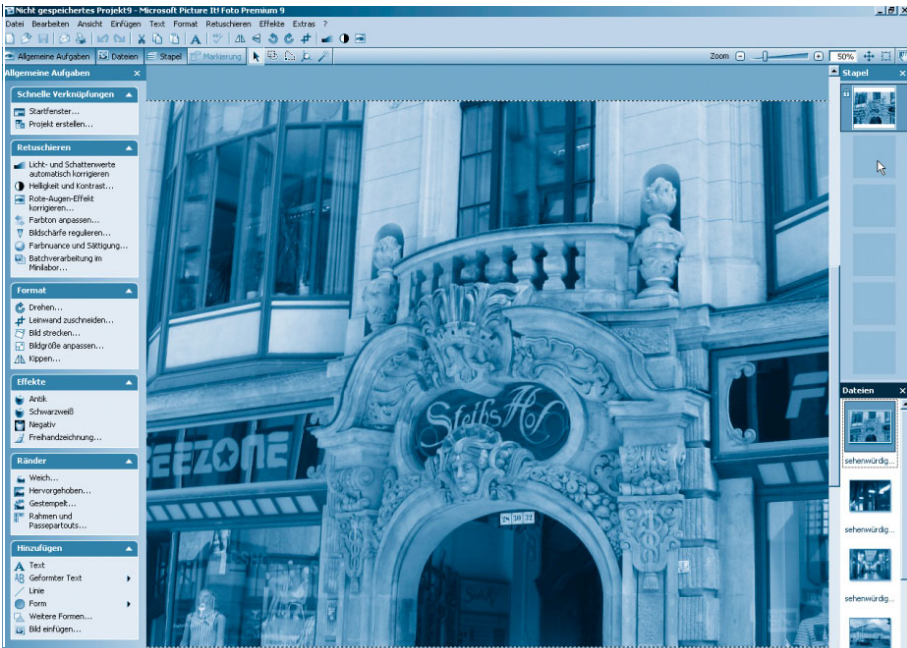 Nicht gespeichertes Projekt9 - Microsoft Picture It! Foto Premium 9
Datei Bearbeiten Ansicht Einfügen Text Format Retuschieren Effekte Extras ?
Allgemeine Aufgaben Dateien Stapel Markierung Zoom 50%
Allgemeine Aufgaben
Schnelle Verknüpfungen
Startfenster...
Projekt erstellen...
Retuschieren
Licht- und Schattenwerte
automatisch korrigieren
Helligkeit und Kontrast...
Rote-Augen-Effekt
korrigieren...
Farbton anpassen...
Bildschärfe regulieren...
Farbnuance und Sättigung...
Batchverarbeitung im
Minilabor...
Format
Drehen...
Leinwand zuschneiden...
Bild strecken...
Bildgröße anpassen...
Kippen...
Effekte
Antik
Schwarzweiß
Negativ
Freihandzeichnung...
Ränder
Weich...
Hervorgehoben...
Gestempelt...
Rahmen und
Passepartouts...
Hinzufügen
Text
Geformter Text
Linie
Form
Weitere Formen...
Bild einfügen...
EEZONE
Steibs Hof
28 30 32
F
Stapel
Dateien
sehenwürdig...
sehenwürdig...
sehenwürdig...